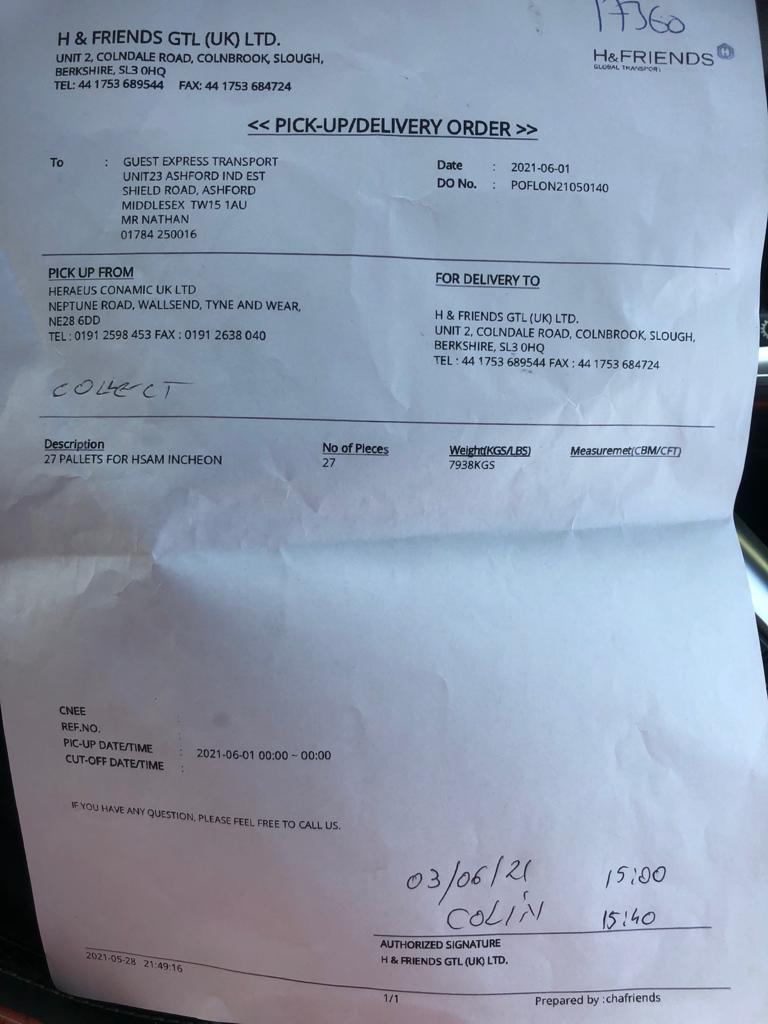 17360
H & FRIENDS GTL (UK) LTD.
UNIT 2, COLNDALE ROAD, COLNBROOK, SLOUGH,
BERKSHIRE, SL3 0HQ
TEL: 44 1753 689544 FAX: 44 1753 684724
H&FRIENDS
GLOBAL TRANSPORT
<< PICK-UP/DELIVERY ORDER >>
To : GUEST EXPRESS TRANSPORT
UNIT23 ASHFORD IND EST
SHIELD ROAD, ASHFORD
MIDDLESEX TW15 1AU
MR NATHAN
01784 250016
Date : 2021-06-01
DO No. : POFLON21050140
PICK UP FROM
HERAEUS CONAMIC UK LTD
NEPTUNE ROAD, WALLSEND, TYNE AND WEAR,
NE28 6DD
TEL : 0191 2598 453 FAX : 0191 2638 040
COLLECT
FOR DELIVERY TO
H & FRIENDS GTL (UK) LTD.
UNIT 2, COLNDALE ROAD, COLNBROOK, SLOUGH,
BERKSHIRE, SL3 0HQ
TEL : 44 1753 689544 FAX : 44 1753 684724
Description No of Pieces Weight(KGS/LBS) Measuremet(CBM/CFT)
27 PALLETS FOR HSAM INCHEON 27 7938KGS
CNEE :
REF.NO. :
PIC-UP DATE/TIME : 2021-06-01 00:00 ~ 00:00
CUT-OFF DATE/TIME :
IF YOU HAVE ANY QUESTION, PLEASE FEEL FREE TO CALL US.
03/06/21 15:00
COLIN 15:40
AUTHORIZED SIGNATURE
H & FRIENDS GTL (UK) LTD.
2021-05-28 21:49:16
1/1
Prepared by :chafriends